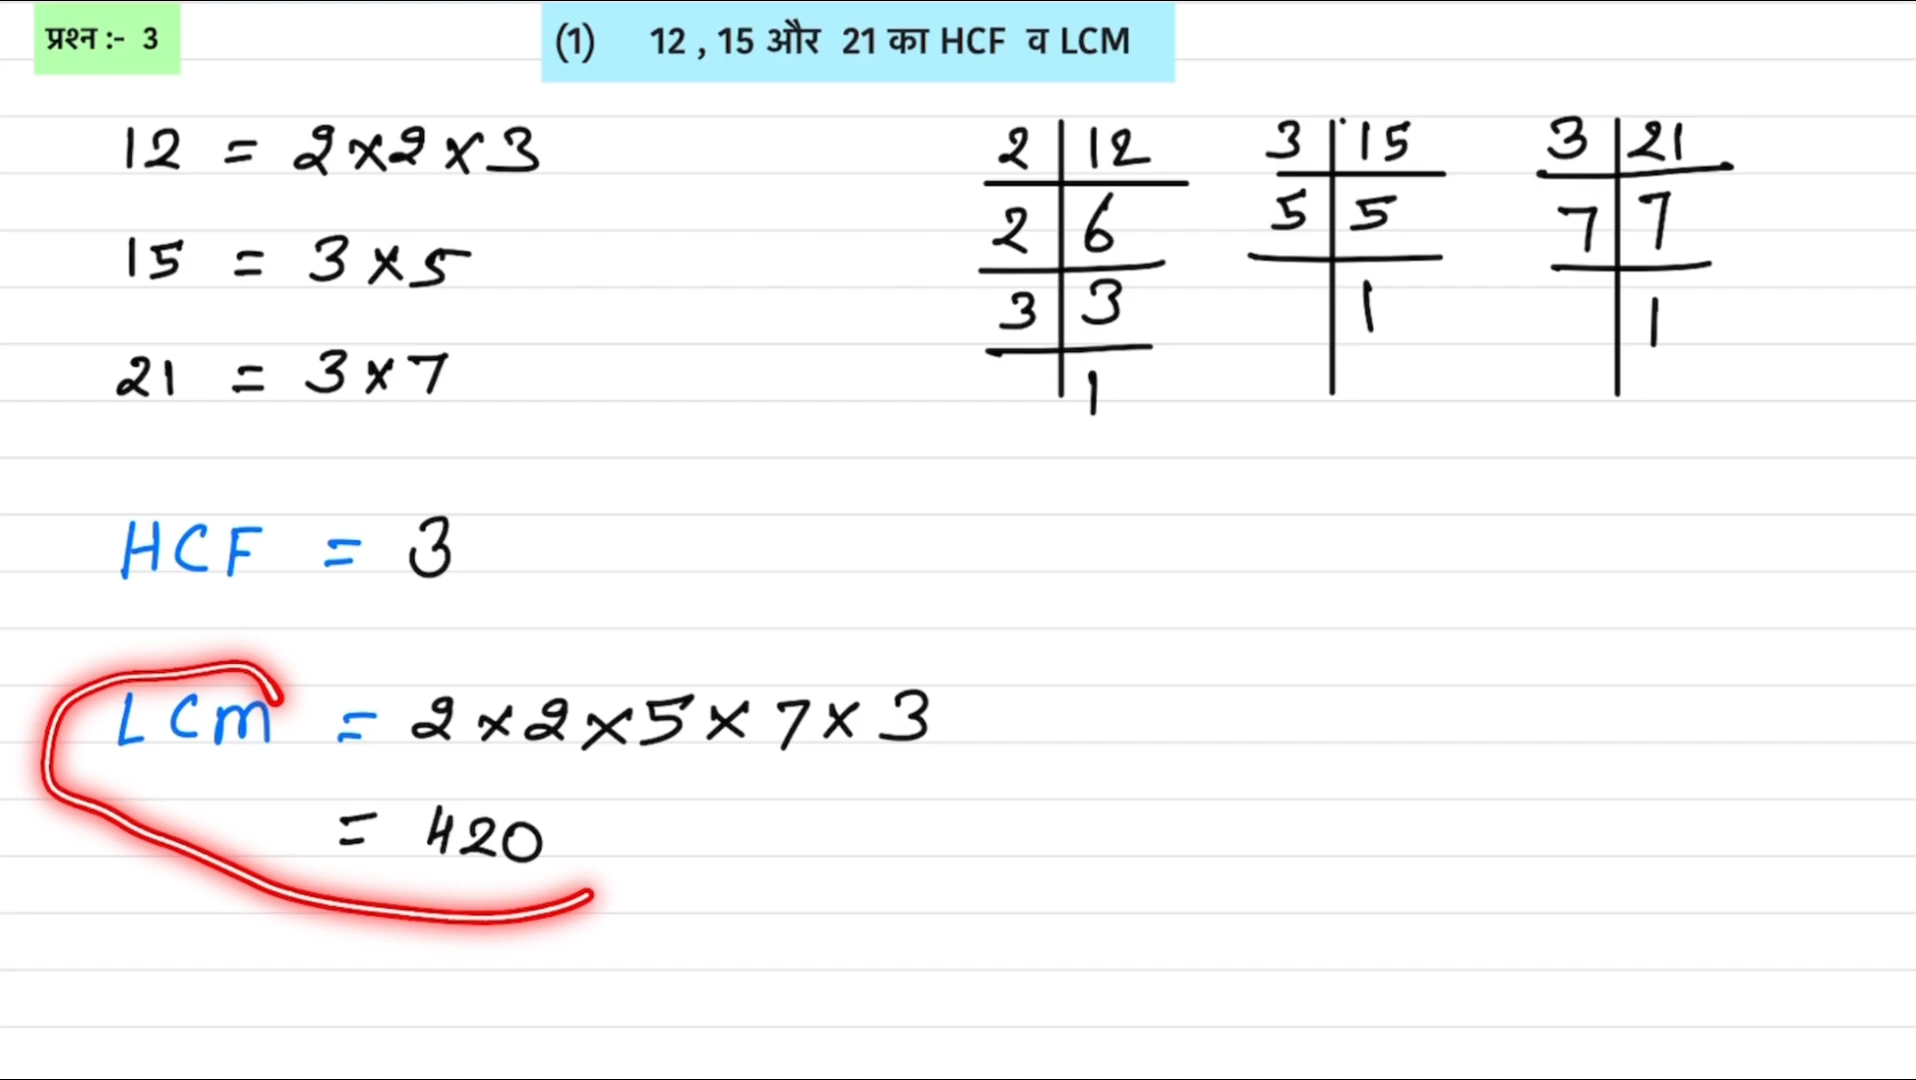 प्रश्न :- 3
(1) 12 , 15 और 21 का HCF व LCM
12 = 2×2×3
15 = 3×5
21 = 3×7
2 | 12
2 | 6
3 | 3
1
3 | 15
5 | 5
1
3 | 21
7 | 7
1
HCF = 3
LCM = 2×2×5×7×3
= 420